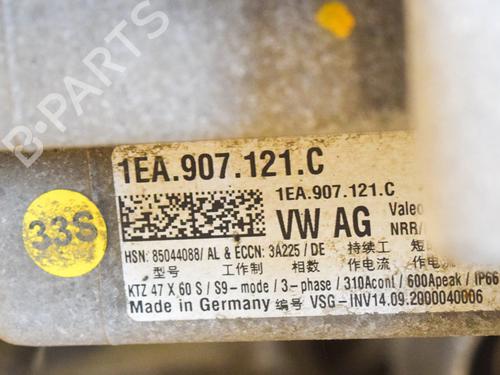 B-PARTS
1EA.907.121.C
1EA.907.121.C
VW AG Valeo
NRR/
33S
HSN: 85044088/ AL & ECCN: 3A225 / DE 持续工
型号 工作制 相数 作电流 作电流
KTZ 47 X 60 S / S9-mode / 3-phase / 310Acont / 600Apeak / IP66
Made in Germany 编号 VSG-INV14.09.2000040006